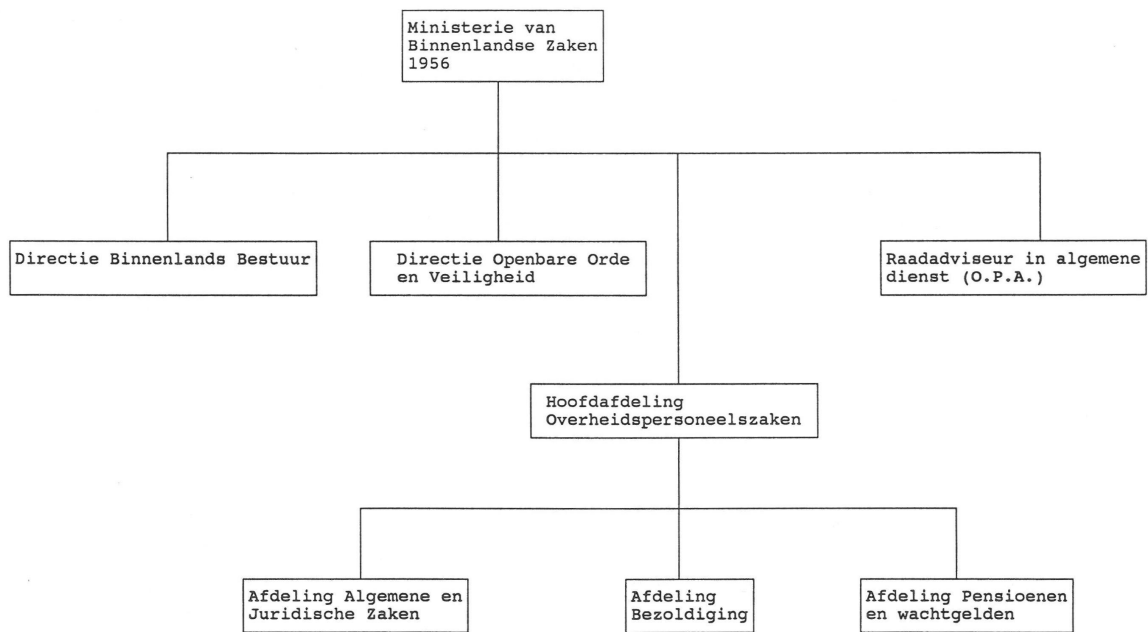 Ministerie van
Binnenlandse Zaken
1956
Directie Binnenlands Bestuur
Directie Openbare Orde
en Veiligheid
Raadadviseur in algemene
dienst (O.P.A.)
Hoofdafdeling
Overheidspersoneelszaken
Afdeling Algemene en
Juridische Zaken
Afdeling
Bezoldiging
Afdeling Pensioenen
en wachtgelden